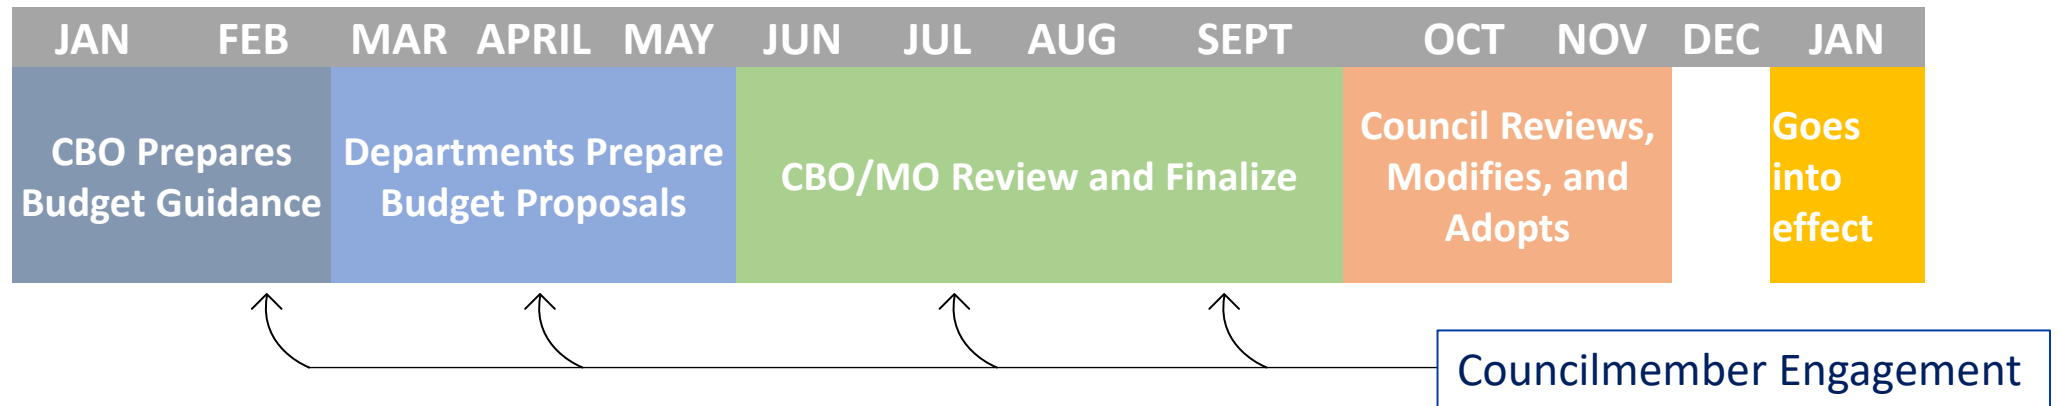 JAN FEB MAR APRIL MAY JUN JUL AUG SEPT OCT NOV DEC JAN
CBO Prepares
Budget Guidance
Departments Prepare
Budget Proposals
CBO/MO Review and Finalize
Council Reviews,
Modifies, and
Adopts
Goes
into
effect
Councilmember Engagement